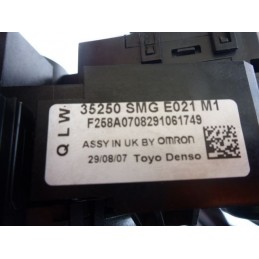 QLW
35250 SMG E021 M1
F258A0708291061749
ASSY IN UK BY OMRON
29/08/07 Toyo Denso